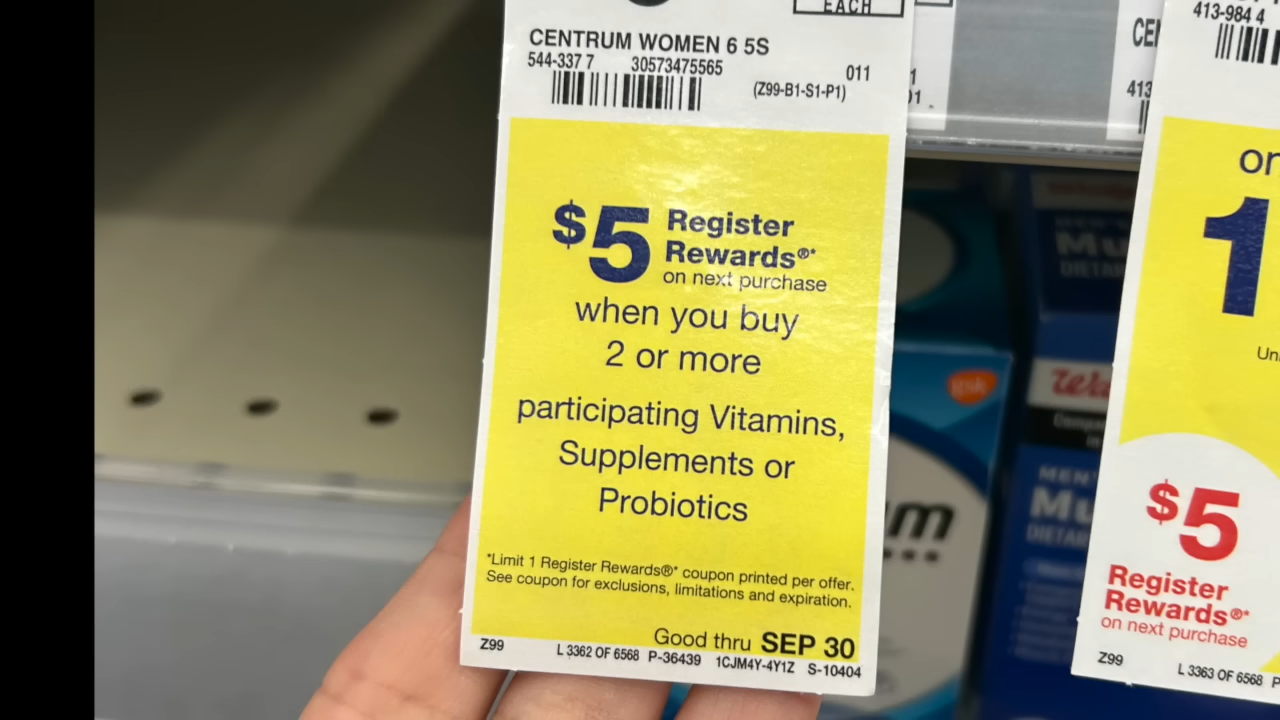 EACH
CENTRUM WOMEN 6 5S
544-337 7 30573475565
011
(Z99-B1-S1-P1)
$5 Register
Rewards®*
on next purchase
when you buy
2 or more
participating Vitamins,
Supplements or
Probiotics
*Limit 1 Register Rewards®* coupon printed per offer.
See coupon for exclusions, limitations and expiration.
Good thru SEP 30
Z99 L 3362 OF 6568 P-36439 1CJM4Y-4Y1Z S-10404
413-984 4
1
$5
Register
Rewards®*
on next purchase
Z99 L 3363 OF 6568 P
gsk
MEN'S